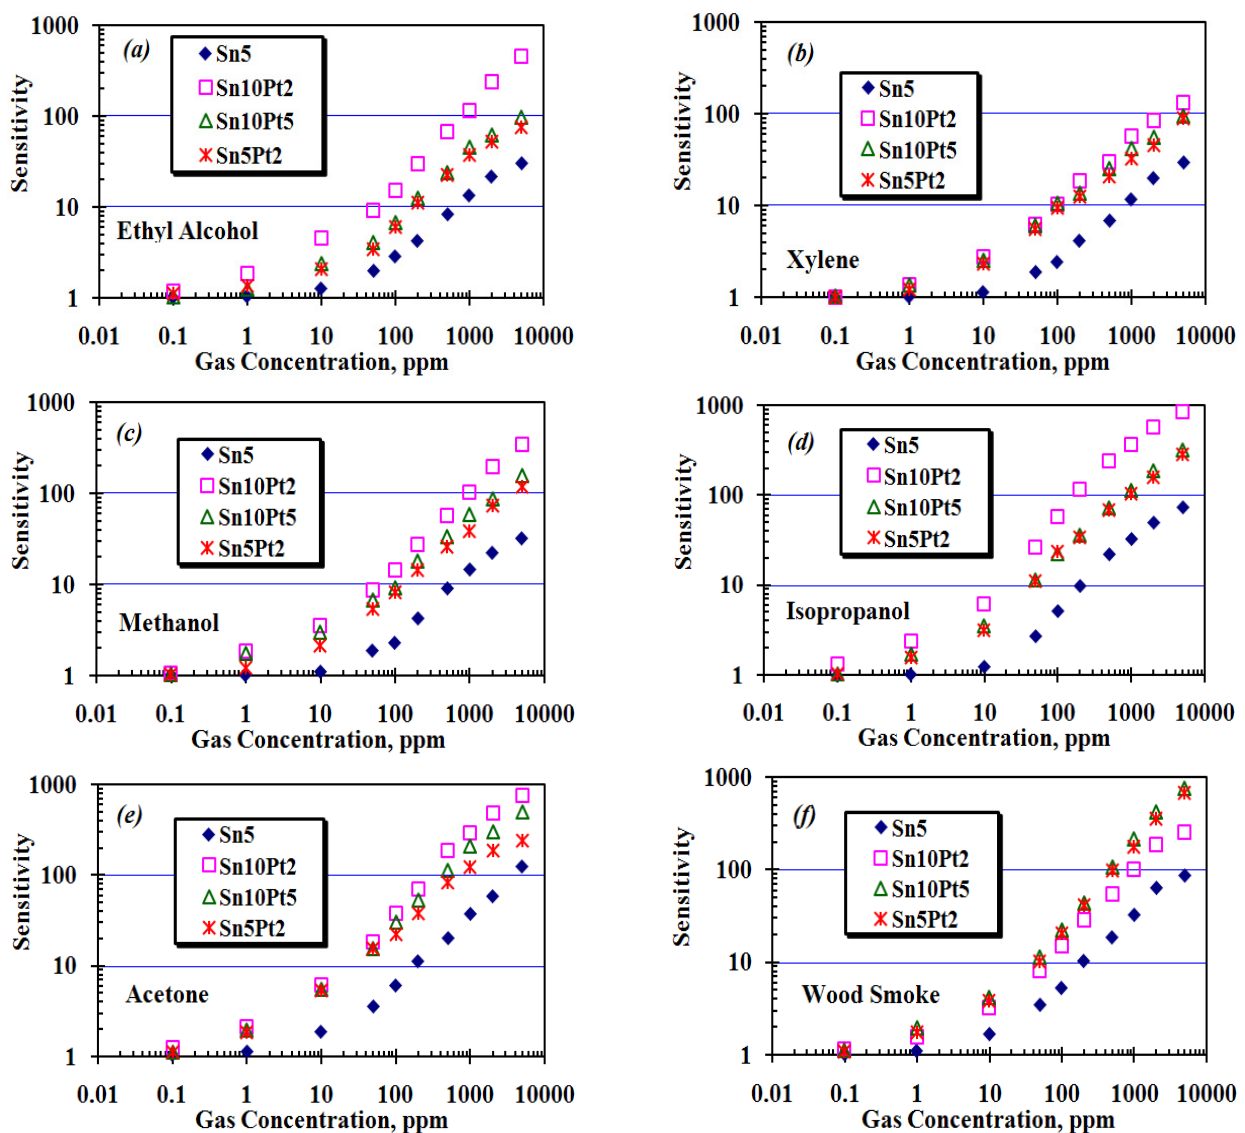 1000
100
10
1
Sensitivity
(a)
Sn5
Sn10Pt2
Sn10Pt5
Sn5Pt2
Ethyl Alcohol
0.01 0.1 1 10 100 1000 10000
Gas Concentration, ppm
1000
100
10
1
Sensitivity
(b)
Sn5
Sn10Pt2
Sn10Pt5
Sn5Pt2
Xylene
0.01 0.1 1 10 100 1000 10000
Gas Concentration, ppm
1000
100
10
1
Sensitivity
(c)
Sn5
Sn10Pt2
Sn10Pt5
Sn5Pt2
Methanol
0.01 0.1 1 10 100 1000 10000
Gas Concentration, ppm
1000
100
10
1
Sensitivity
(d)
Sn5
Sn10Pt2
Sn10Pt5
Sn5Pt2
Isopropanol
0.01 0.1 1 10 100 1000 10000
Gas Concentration, ppm
1000
100
10
1
Sensitivity
(e)
Sn5
Sn10Pt2
Sn10Pt5
Sn5Pt2
Acetone
0.01 0.1 1 10 100 1000 10000
Gas Concentration, ppm
1000
100
10
1
Sensitivity
(f)
Sn5
Sn10Pt2
Sn10Pt5
Sn5Pt2
Wood Smoke
0.01 0.1 1 10 100 1000 10000
Gas Concentration, ppm